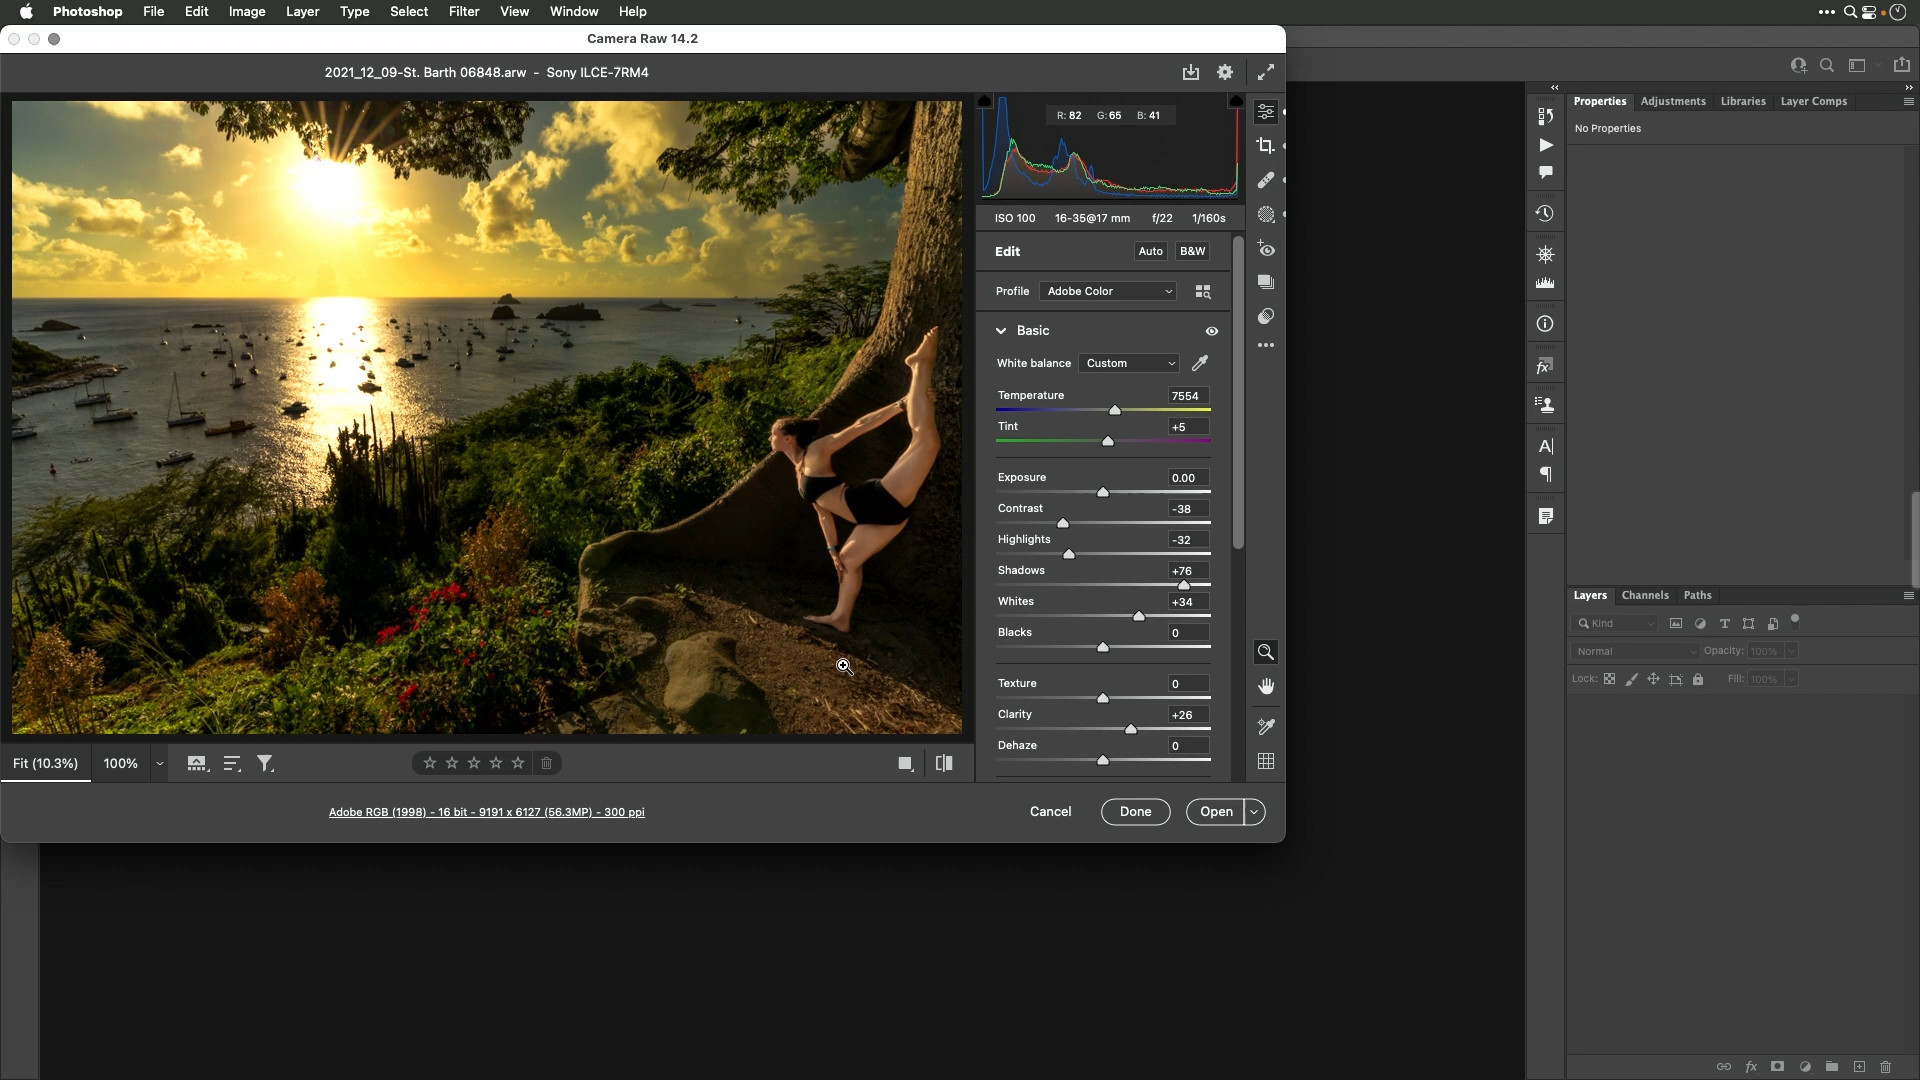 Photoshop File Edit Image Layer Type Select Filter View Window Help
Camera Raw 14.2
2021_12_09-St. Barth 06848.arw - Sony ILCE-7RM4
R: 82 G: 65 B: 41
ISO 100 16-35@17 mm f/22 1/160s
Edit Auto B&W
Profile Adobe Color
Basic
White balance Custom
Temperature 7554
Tint +5
Exposure 0.00
Contrast -38
Highlights -32
Shadows +76
Whites +34
Blacks 0
Texture 0
Clarity +26
Dehaze 0
Fit (10.3%) 100%
Adobe RGB (1998) - 16 bit - 9191 x 6127 (56.3MP) - 300 ppi
Cancel Done Open
Properties Adjustments Libraries Layer Comps
No Properties
Layers Channels Paths
Kind
Normal Opacity: 100%
Lock: Fill: 100%